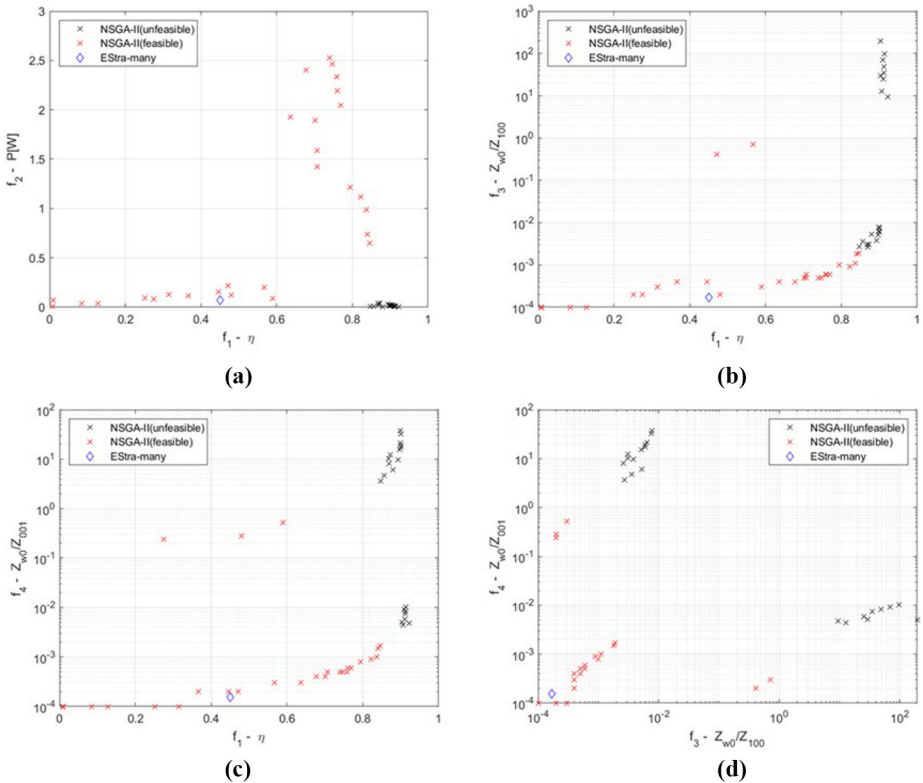 3
2.5
2
1.5
1
0.5
0
0
0.2
0.4
0.6
0.8
1
f2 - P[W]
f1 - η
NSGA-II(unfeasible)
NSGA-II(feasible)
EStra-many
(a)
10^3
10^2
10^1
10^0
10^-1
10^-2
10^-3
10^-4
0
0.2
0.4
0.6
0.8
1
f3 - Zw0/Z100
f1 - η
NSGA-II(unfeasible)
NSGA-II(feasible)
EStra-many
(b)
10^2
10^1
10^0
10^-1
10^-2
10^-3
10^-4
0
0.2
0.4
0.6
0.8
1
f4 - Zw0/Z001
f1 - η
NSGA-II(unfeasible)
NSGA-II(feasible)
EStra-many
(c)
10^2
10^1
10^0
10^-1
10^-2
10^-3
10^-4
10^-4
10^-2
10^0
10^2
f4 - Zw0/Z001
f3 - Zw0/Z100
NSGA-II(unfeasible)
NSGA-II(feasible)
EStra-many
(d)